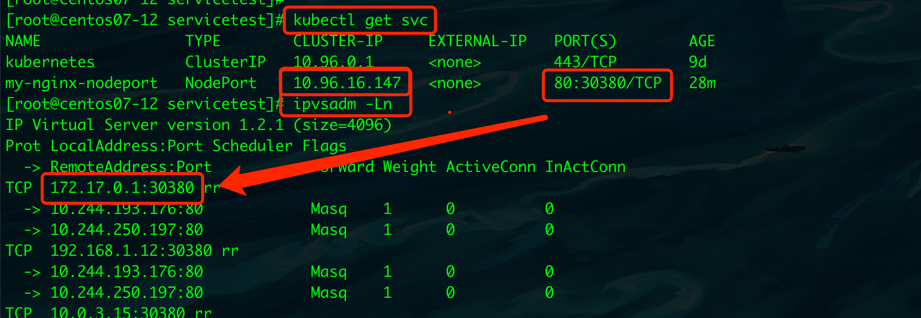 [root@centos07-12 servicetest]#
[root@centos07-12 servicetest]# kubectl get svc
NAME TYPE CLUSTER-IP EXTERNAL-IP PORT(S) AGE
kubernetes ClusterIP 10.96.0.1 <none> 443/TCP 9d
my-nginx-nodeport NodePort 10.96.16.147 <none> 80:30380/TCP 28m
[root@centos07-12 servicetest]# ipvsadm -Ln
IP Virtual Server version 1.2.1 (size=4096)
Prot LocalAddress:Port Scheduler Flags
-> RemoteAddress:Port Weight ActiveConn InActConn
TCP 172.17.0.1:30380 rr
-> 10.244.193.176:80 Masq 1 0 0
-> 10.244.250.197:80 Masq 1 0 0
TCP 192.168.1.12:30380 rr
-> 10.244.193.176:80 Masq 1 0 0
-> 10.244.250.197:80 Masq 1 0 0
TCP 10.0.3.15:30380 rr